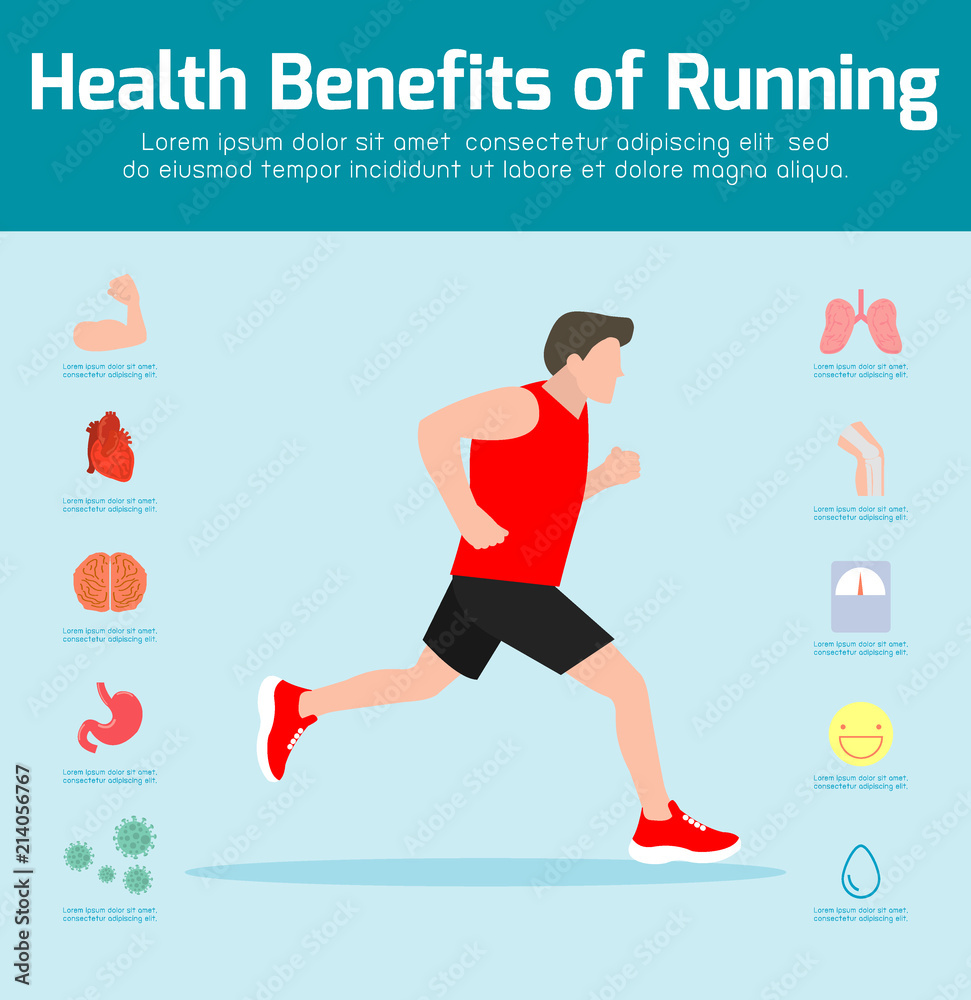 Health Benefits of Running
Lorem ipsum dolor sit amet consectetur adipiscing elit sed
do eiusmod tempor incididunt ut labore et dolore magna aliqua.
Lorem ipsum dolor sit amet,
consectetur adipiscing elit.
Lorem ipsum dolor sit amet,
consectetur adipiscing elit.
Lorem ipsum dolor sit amet,
consectetur adipiscing elit.
Lorem ipsum dolor sit amet,
consectetur adipiscing elit.
Lorem ipsum dolor sit amet,
consectetur adipiscing elit.
Lorem ipsum dolor sit amet,
consectetur adipiscing elit.
Lorem ipsum dolor sit amet,
consectetur adipiscing elit.
Lorem ipsum dolor sit amet,
consectetur adipiscing elit.
Lorem ipsum dolor sit amet,
consectetur adipiscing elit.
Lorem ipsum dolor sit amet,
consectetur adipiscing elit.
Adobe Stock | #214056767
Adobe Stock